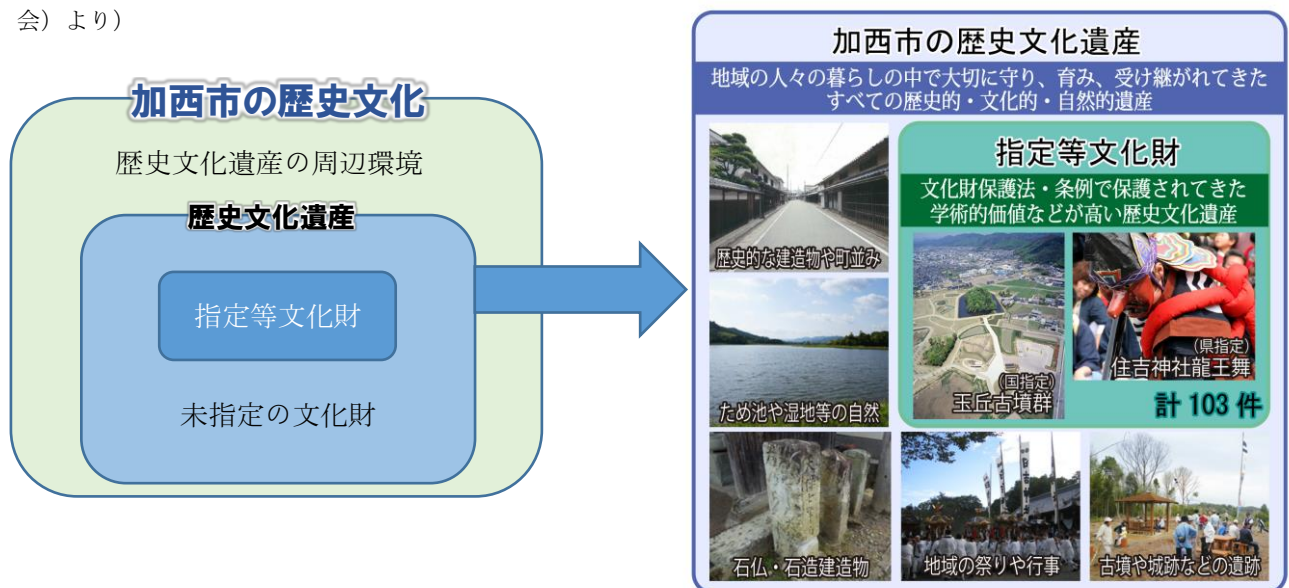 会）より）
加西市の歴史文化
歴史文化遺産の周辺環境
歴史文化遺産
指定等文化財
未指定の文化財
加西市の歴史文化遺産
地域の人々の暮らしの中で大切に守り、育み、受け継がれてきた
すべての歴史的・文化的・自然的遺産
歴史的な建造物や町並み
ため池や湿地等の自然
指定等文化財
文化財保護法・条例で保護されてきた
学術的価値などが高い歴史文化遺産
（国指定）
玉丘古墳群
（県指定）
住吉神社龍王舞
計 103 件
石仏・石造建造物
地域の祭りや行事
古墳や城跡などの遺跡